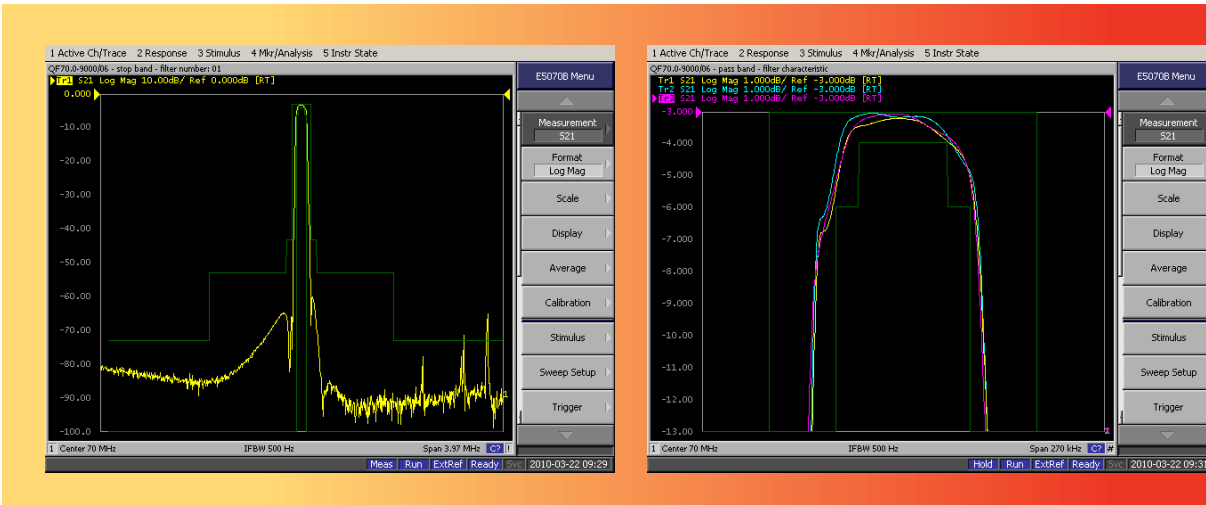 1 Active Ch/Trace 2 Response 3 Stimulus 4 Mkr/Analysis 5 Instr State
QF70.0-9000/06 - stop band - filter number: 01
Tr1 S21 Log Mag 10.00dB/ Ref 0.000dB [RT]
0.000
-10.00
-20.00
-30.00
-40.00
-50.00
-60.00
-70.00
-80.00
-90.00
-100.0
E5070B Menu
Measurement
S21
Format
Log Mag
Scale
Display
Average
Calibration
Stimulus
Sweep Setup
Trigger
1 Center 70 MHz IFBW 500 Hz Span 3.97 MHz C? !
Meas Run ExtRef Ready Svc 2010-03-22 09:29
1 Active Ch/Trace 2 Response 3 Stimulus 4 Mkr/Analysis 5 Instr State
QF70.0-9000/06 - pass band - filter characteristic
Tr1 S21 Log Mag 1.000dB/ Ref -3.000dB [RT]
Tr2 S21 Log Mag 1.000dB/ Ref -3.000dB [RT]
Tr3 S21 Log Mag 1.000dB/ Ref -3.000dB [RT]
-3.000
-4.000
-5.000
-6.000
-7.000
-8.000
-9.000
-10.00
-11.00
-12.00
-13.00
E5070B Menu
Measurement
S21
Format
Log Mag
Scale
Display
Average
Calibration
Stimulus
Sweep Setup
Trigger
1 Center 70 MHz IFBW 500 Hz Span 270 kHz C? #
Hold Run ExtRef Ready Svc 2010-03-22 09:31